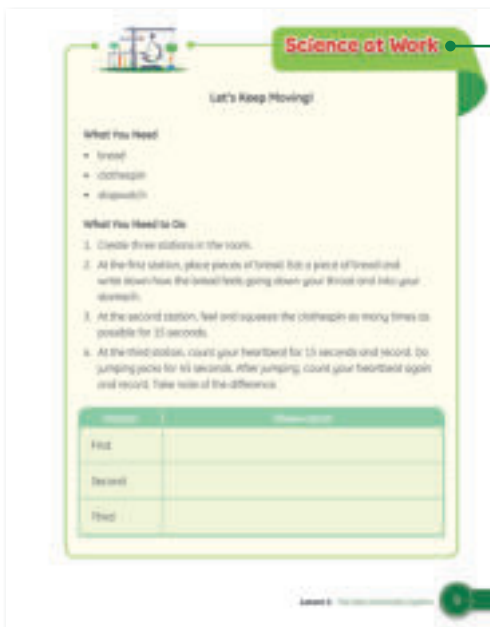 Science at Work
Let's Keep Moving!
What You Need
• bread
• clothespin
• stopwatch
What You Need to Do
1. Create three stations in the room.
2. At the first station, place pieces of bread. Eat a piece of bread and
write down how the bread feels going down your throat and into your
stomach.
3. At the second station, feel and squeeze the clothespin as many times as
possible for 15 seconds.
4. At the third station, count your heartbeat for 15 seconds and record. Do
jumping jacks for 45 seconds. After jumping, count your heartbeat again
and record. Take note of the difference.
First
Second
Third
Lesson